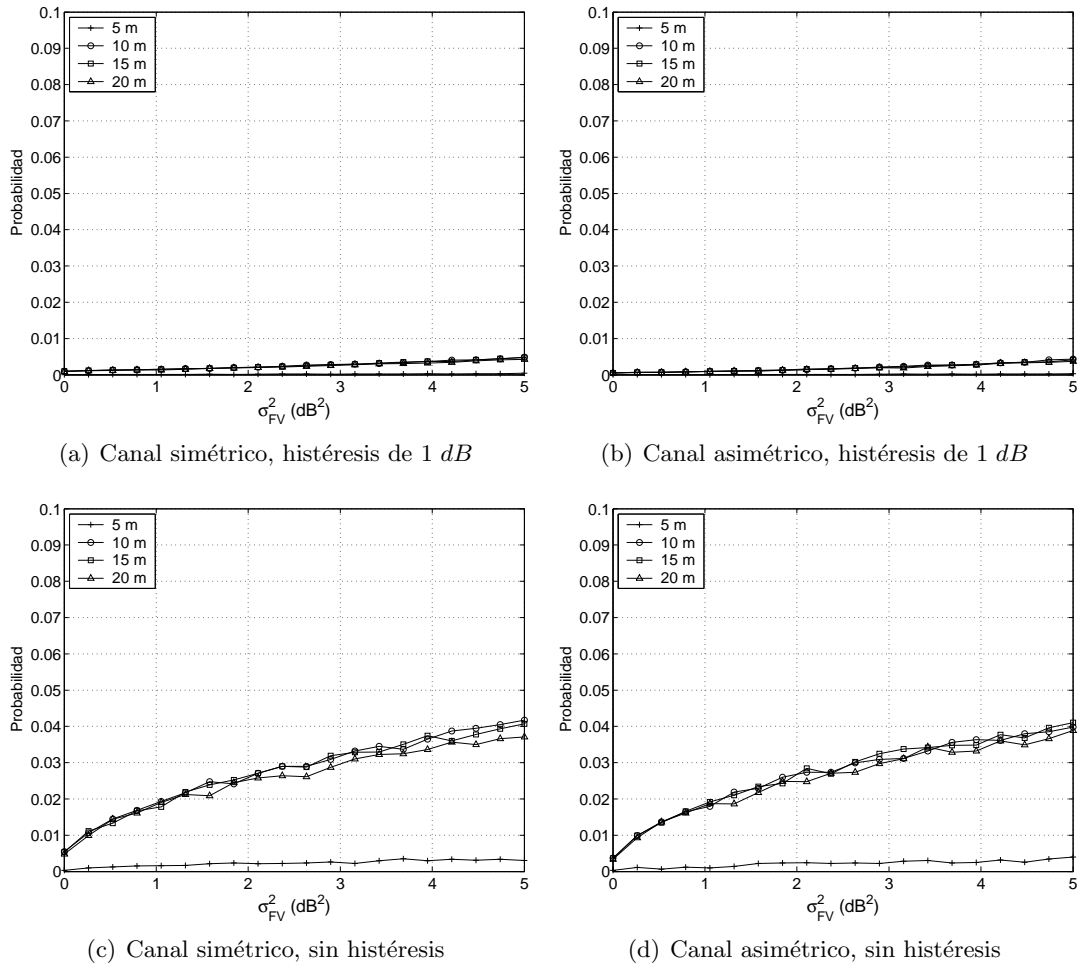 0.1
0.09
0.08
0.07
0.06
0.05
0.04
0.03
0.02
0.01
0
Probabilidad
5 m
10 m
15 m
20 m
0 1 2 3 4 5
σ²FV (dB²)
(a) Canal simétrico, histéresis de 1 dB
0.1
0.09
0.08
0.07
0.06
0.05
0.04
0.03
0.02
0.01
0
Probabilidad
5 m
10 m
15 m
20 m
0 1 2 3 4 5
σ²FV (dB²)
(b) Canal asimétrico, histéresis de 1 dB
0.1
0.09
0.08
0.07
0.06
0.05
0.04
0.03
0.02
0.01
0
Probabilidad
5 m
10 m
15 m
20 m
0 1 2 3 4 5
σ²FV (dB²)
(c) Canal simétrico, sin histéresis
0.1
0.09
0.08
0.07
0.06
0.05
0.04
0.03
0.02
0.01
0
Probabilidad
5 m
10 m
15 m
20 m
0 1 2 3 4 5
σ²FV (dB²)
(d) Canal asimétrico, sin histéresis